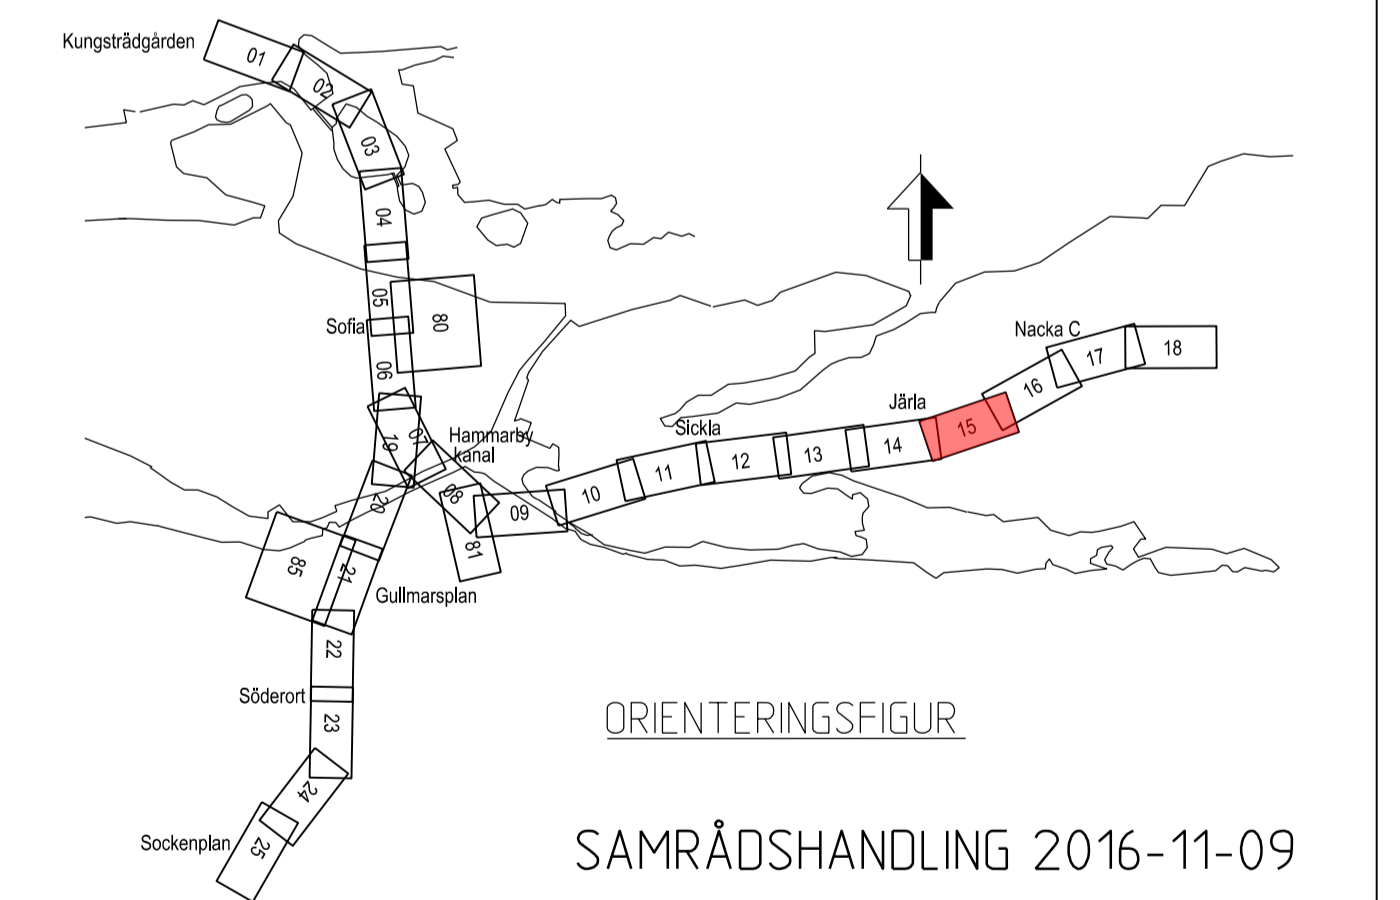 Kungsträdgården
01
02
03
04
05
Sofia
80
06
Nacka C
18
17
16
Järla
15
19
07
Hammarby
kanal
Sickla
14
13
12
11
10
08
20
09
81
85
21
Gullmarsplan
22
Söderort
23
ORIENTERINGSFIGUR
24
Sockenplan
25
SAMRÅDSHANDLING 2016-11-09